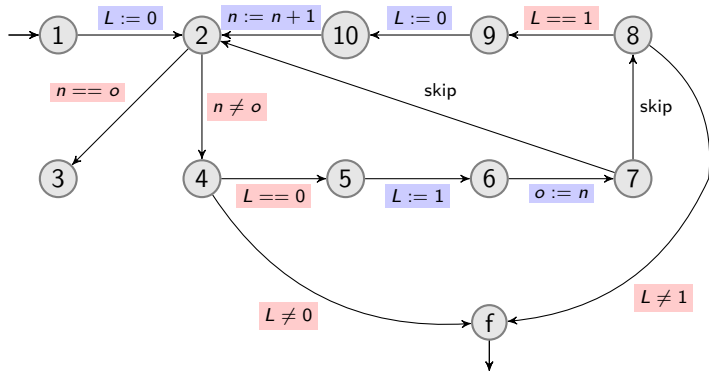 L := 0
n := n + 1
L := 0
L == 1
1
2
10
9
8
n == o
n ≠ o
skip
skip
3
4
5
6
7
L == 0
L := 1
o := n
L ≠ 0
L ≠ 1
f